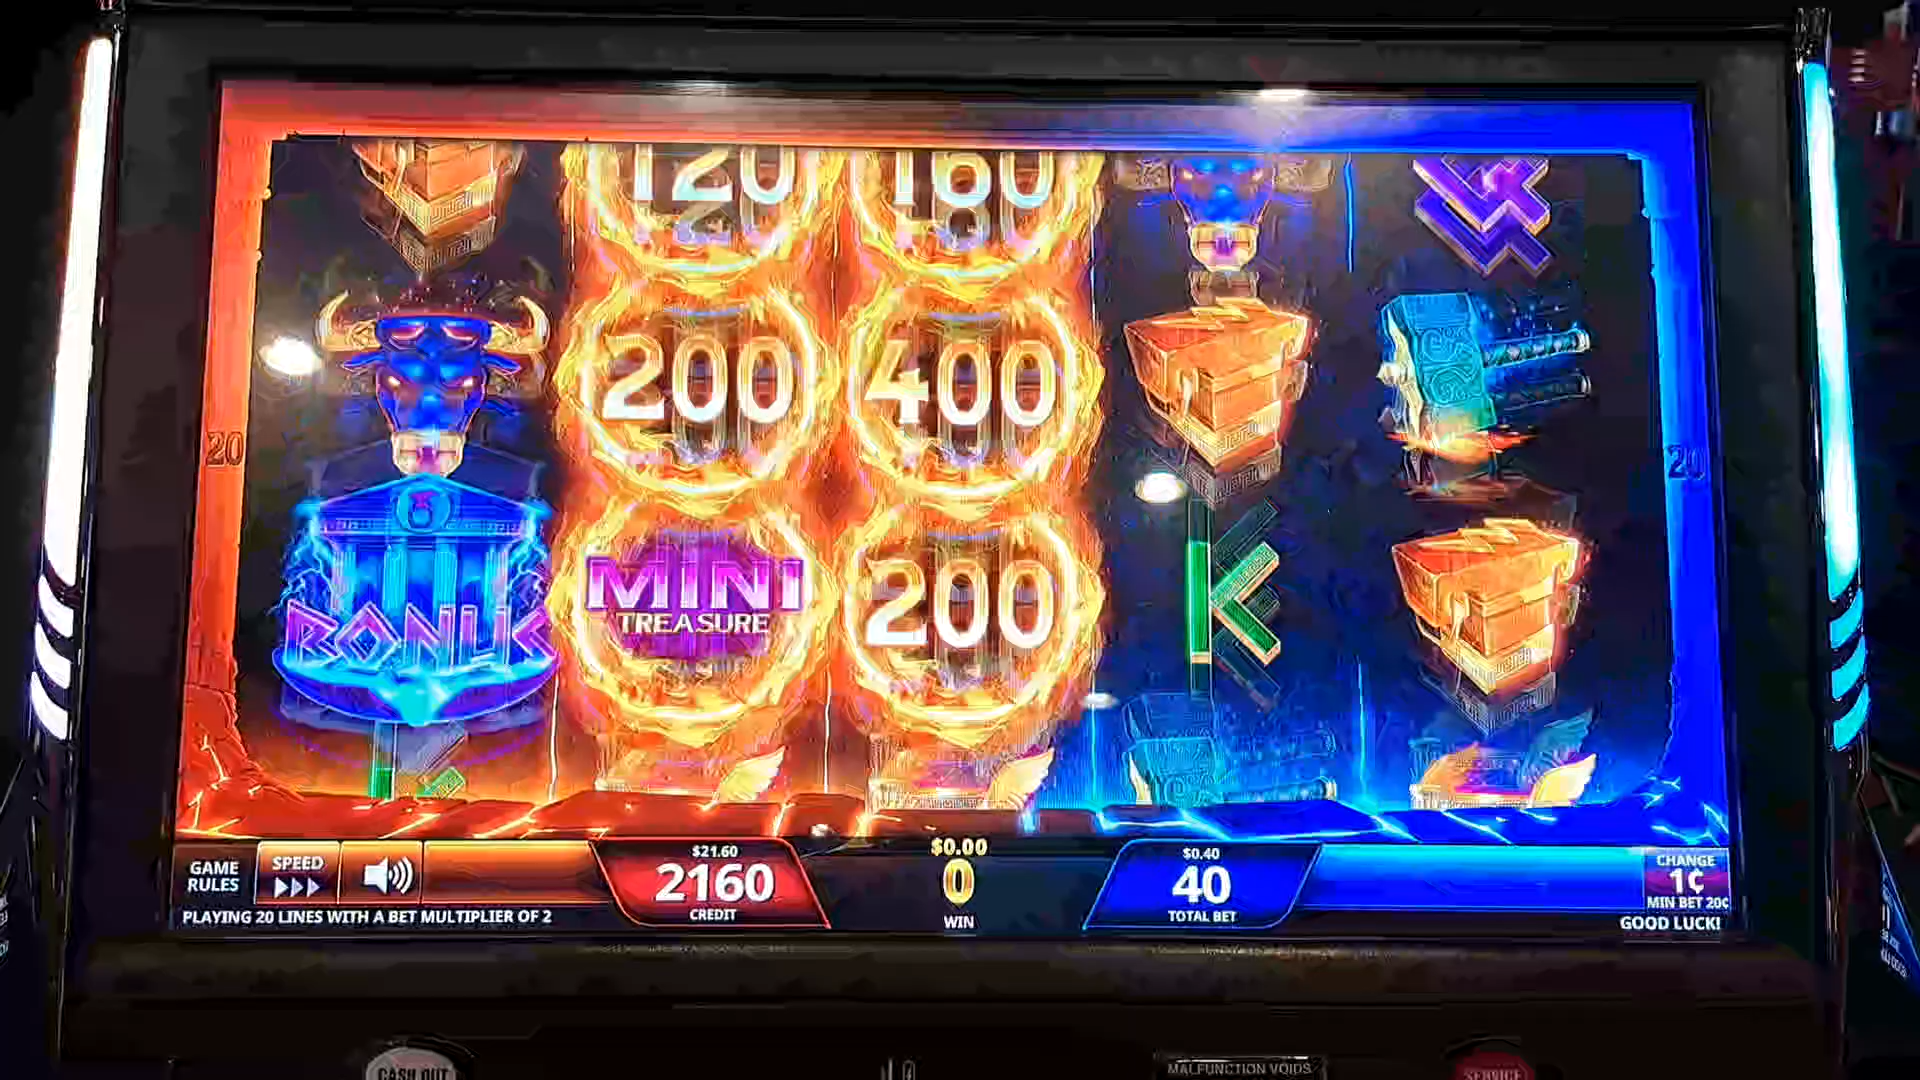 120 160
20 200 400 20
BONUS MINI TREASURE 200 K
GAME RULES
SPEED
$21.60
2160
CREDIT
$0.00
0
WIN
$0.40
40
TOTAL BET
CHANGE
1¢
MIN BET 20¢
PLAYING 20 LINES WITH A BET MULTIPLIER OF 2
GOOD LUCK!
CASH OUT
MALFUNCTION VOIDS
SERVICE